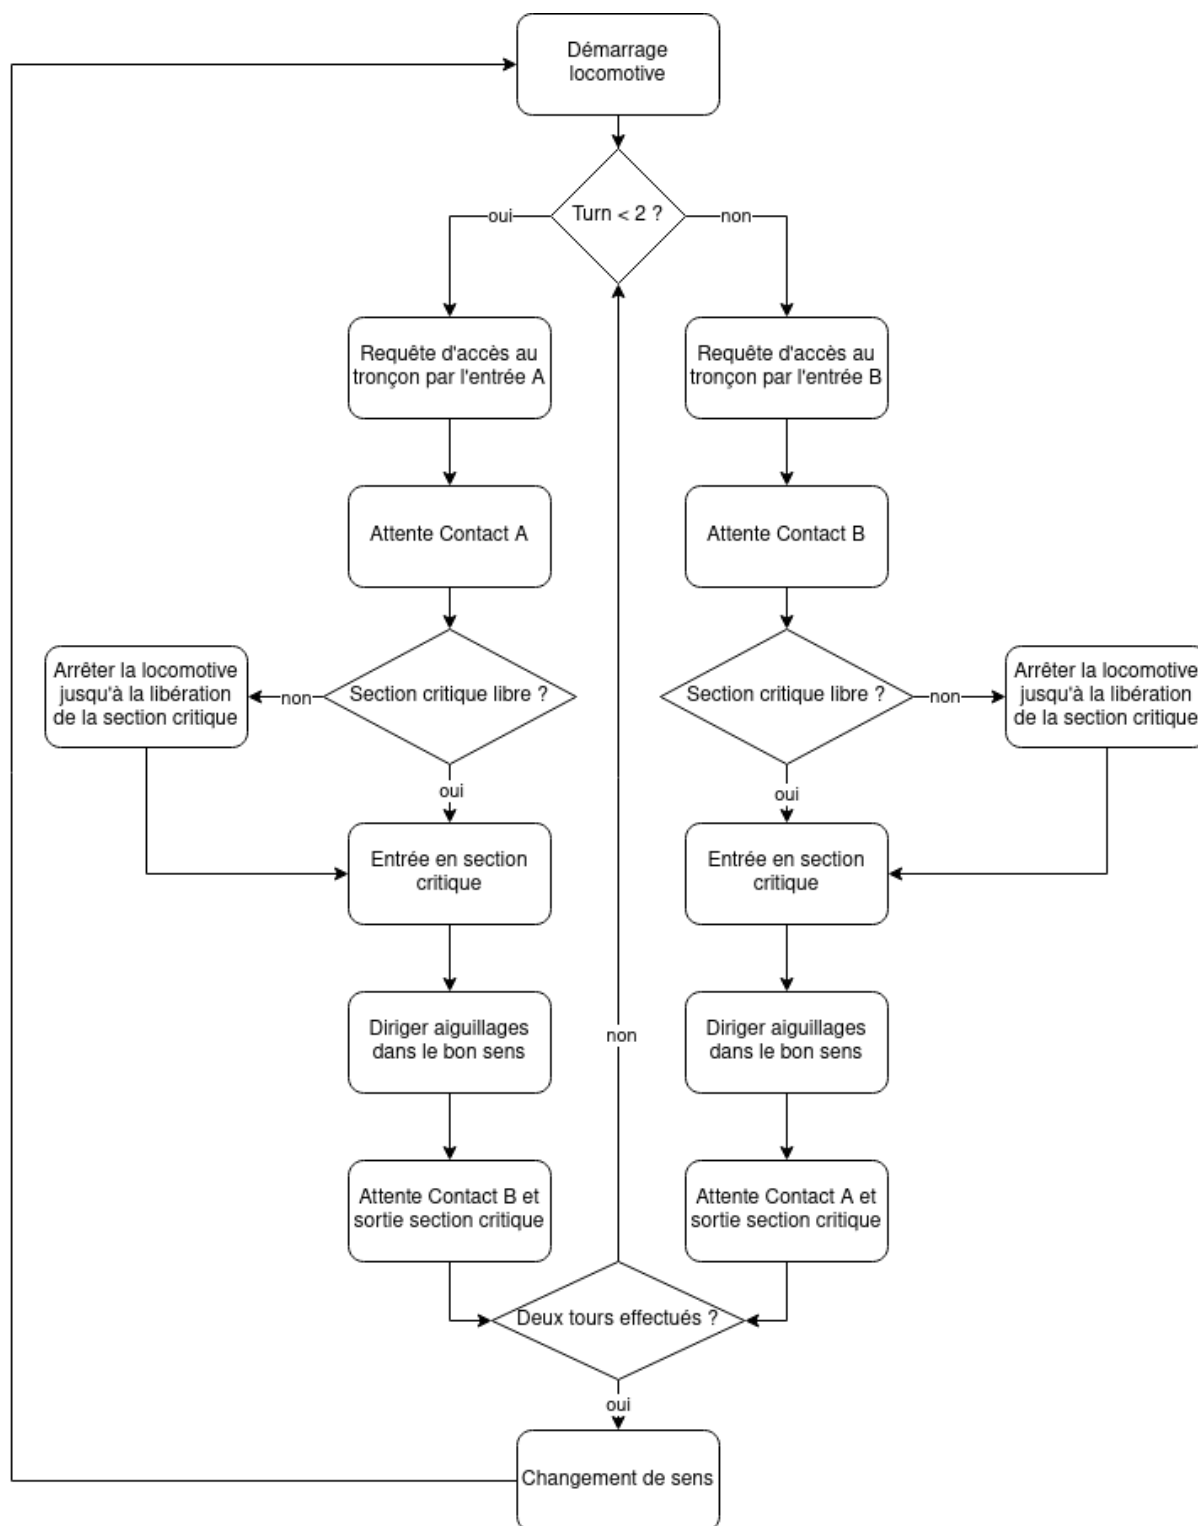 Démarrage
locomotive
Turn < 2 ?
oui
non
Requête d'accès au
tronçon par l'entrée A
Requête d'accès au
tronçon par l'entrée B
Attente Contact A
Attente Contact B
Arrêter la locomotive
jusqu'à la libération
de la section critique
non
Section critique libre ?
Section critique libre ?
non
Arrêter la locomotive
jusqu'à la libération
de la section critique
oui
oui
Entrée en section
critique
Entrée en section
critique
Diriger aiguillages
dans le bon sens
non
Diriger aiguillages
dans le bon sens
Attente Contact B et
sortie section critique
Attente Contact A et
sortie section critique
Deux tours effectués ?
oui
Changement de sens